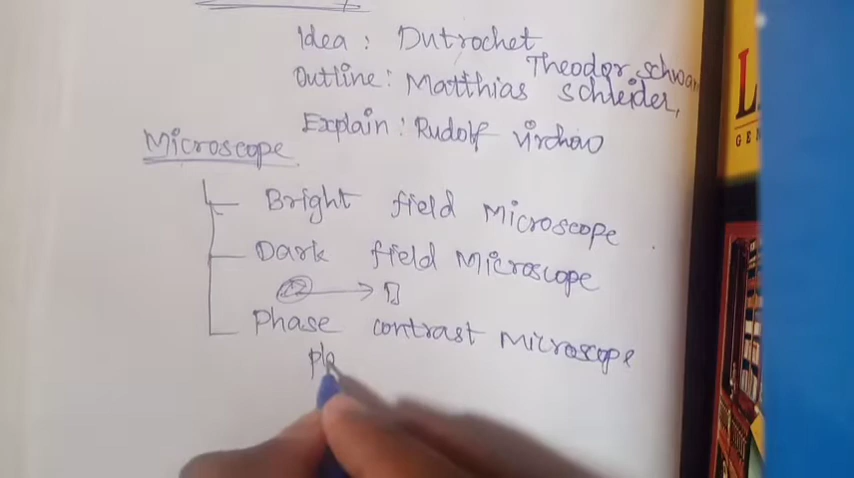 Idea : Dutrochet
Theodor schwan
Outline : Matthias Schleider,
Explain : Rudolf virchow
Microscope
Bright field Microscope
Dark field Microscope
Phase contrast Microscope
pla